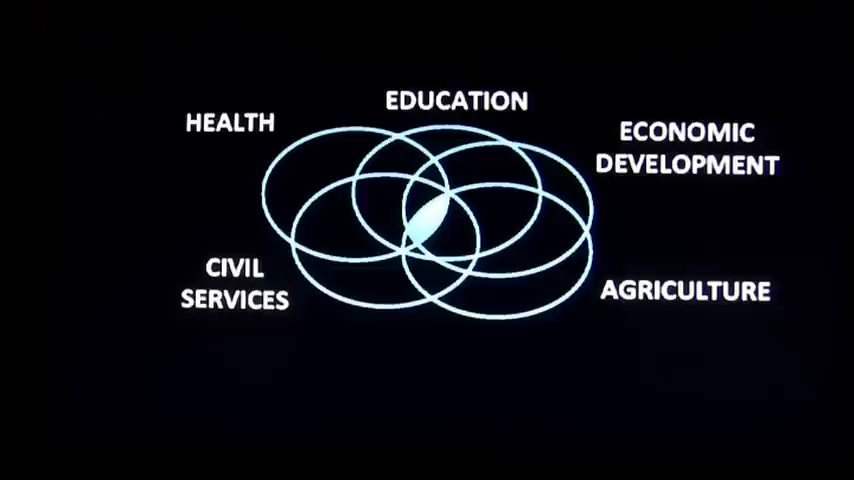 EDUCATION
HEALTH
ECONOMIC
DEVELOPMENT
CIVIL
SERVICES
AGRICULTURE